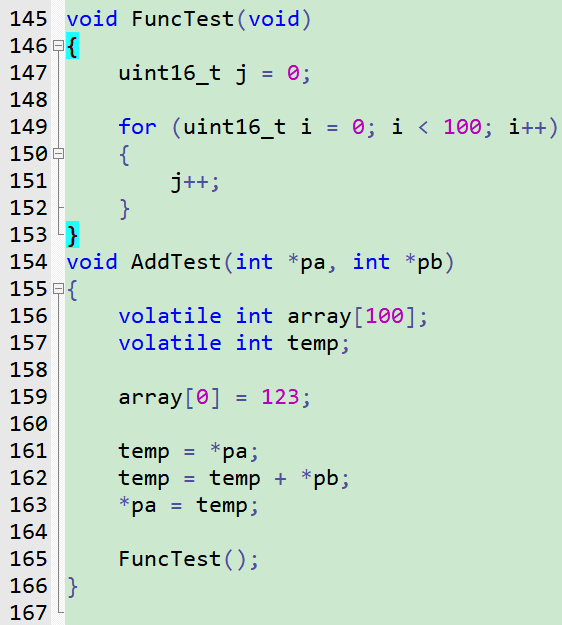 145 void FuncTest(void)
146 {
147     uint16_t j = 0;
148
149     for (uint16_t i = 0; i < 100; i++)
150     {
151         j++;
152     }
153 }
154 void AddTest(int *pa, int *pb)
155 {
156     volatile int array[100];
157     volatile int temp;
158
159     array[0] = 123;
160
161     temp = *pa;
162     temp = temp + *pb;
163     *pa = temp;
164
165     FuncTest();
166 }
167